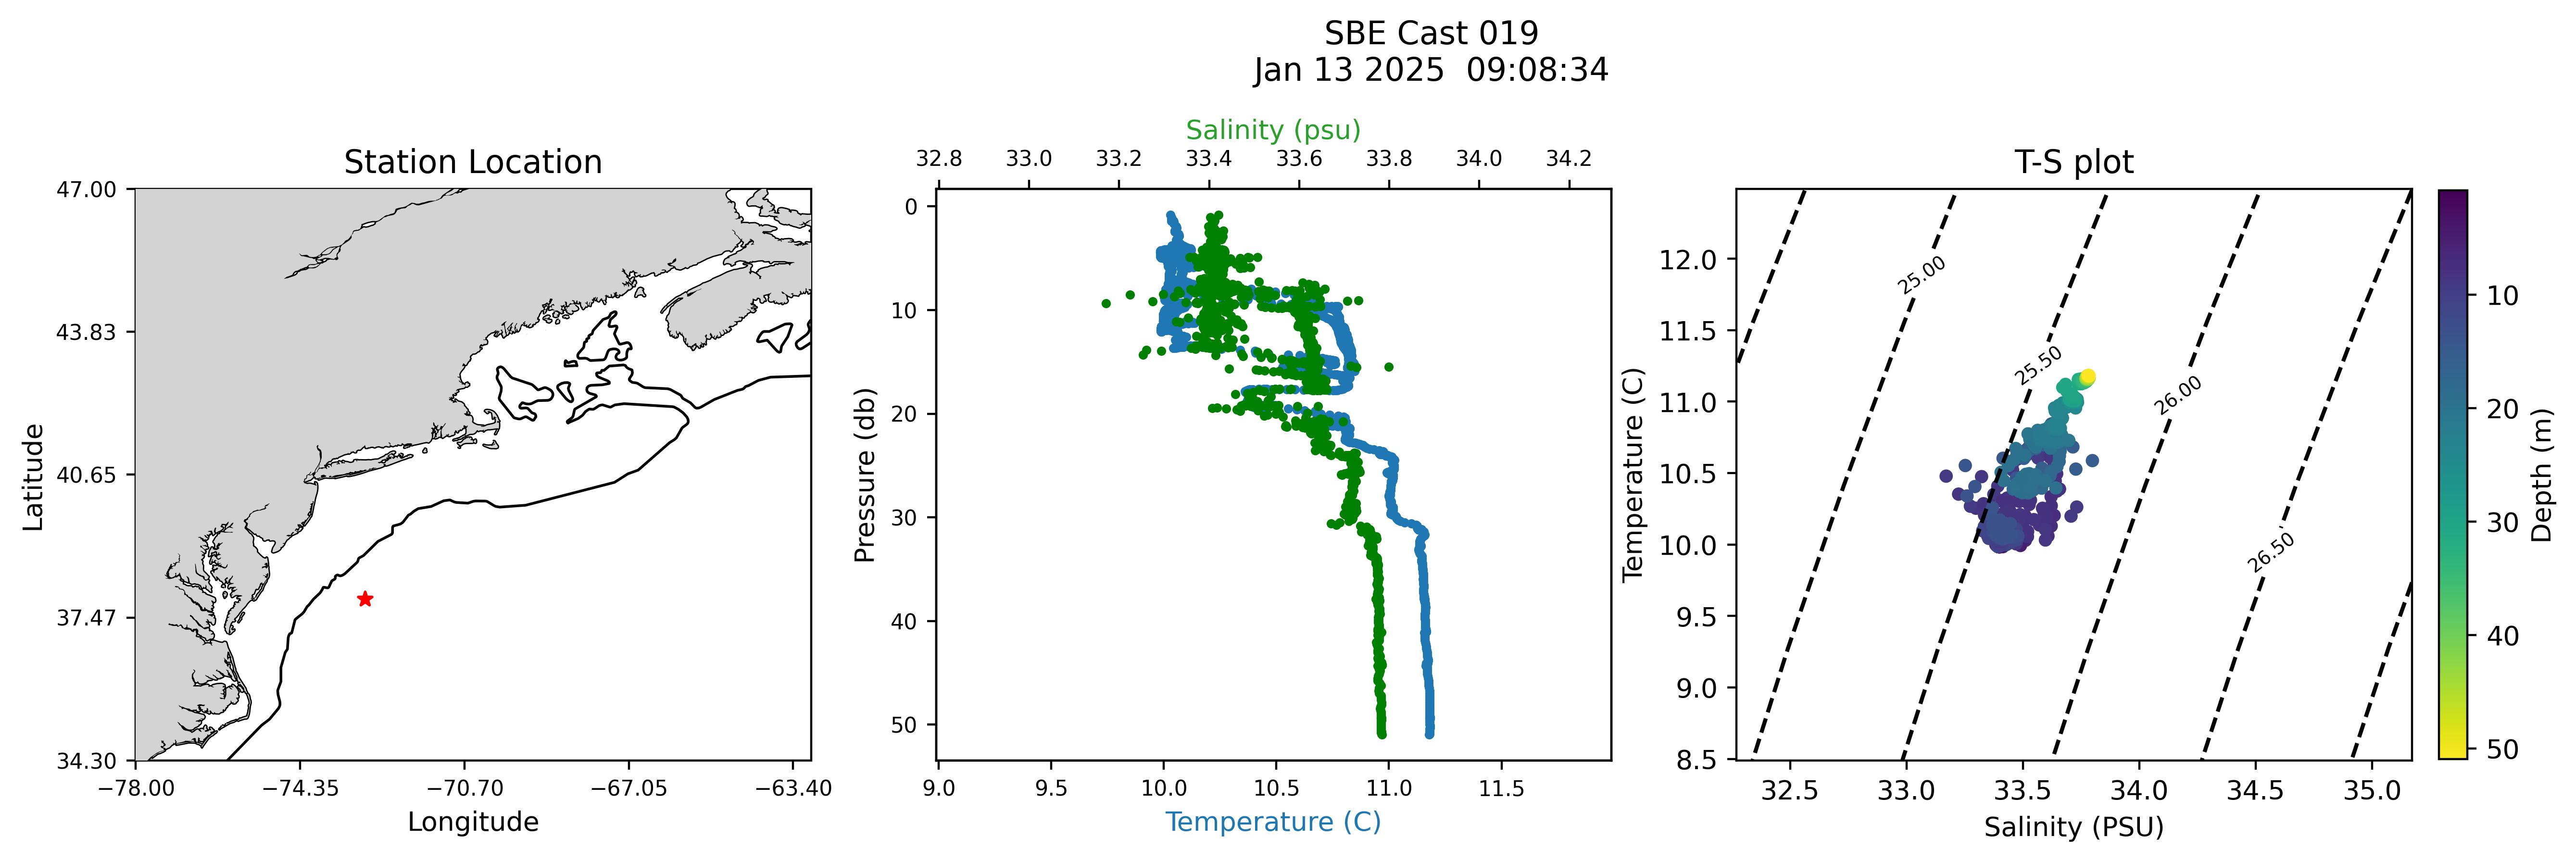 SBE Cast 019
Jan 13 2025  09:08:34
Station Location
47.00
43.83
40.65
37.47
34.30
Latitude
−78.00 −74.35 −70.70 −67.05 −63.40
Longitude
Salinity (psu)
32.8 33.0 33.2 33.4 33.6 33.8 34.0 34.2
0
10
20
30
40
50
Pressure (db)
9.0 9.5 10.0 10.5 11.0 11.5
Temperature (C)
T-S plot
12.0
11.5
11.0
10.5
10.0
9.5
9.0
8.5
Temperature (C)
25.00
25.50
26.00
26.50
32.5 33.0 33.5 34.0 34.5 35.0
Salinity (PSU)
10
20
30
40
50
Depth (m)